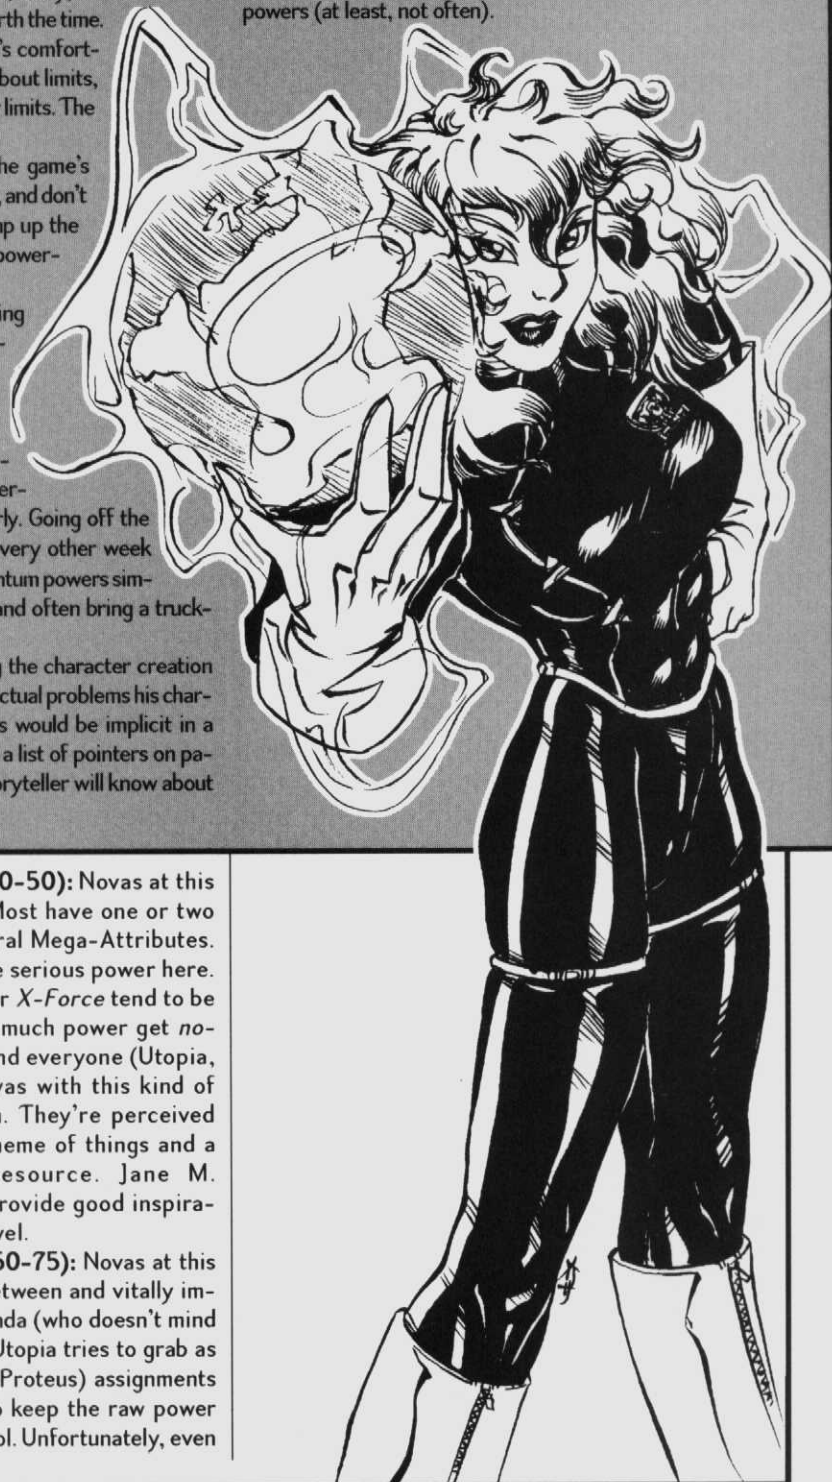 powers (at least, not often).
rth the time.
's comfort-
bout limits,
limits. The
he game's
, and don't
np up the
power-
ing
-
-
er-
rly. Going off the
very other week
ntum powers sim-
and often bring a truck-
g the character creation
ctual problems his char-
s would be implicit in a
a list of pointers on pa-
oryteller will know about
0-50): Novas at this
Most have one or two
ral Mega-Attributes.
e serious power here.
r X-Force tend to be
much power get no-
nd everyone (Utopia,
vas with this kind of
n. They're perceived
neme of things and a
esource. Jane M.
rovide good inspira-
vel.
50-75): Novas at this
etween and vitally im-
nda (who doesn't mind
Utopia tries to grab as
Proteus) assignments
o keep the raw power
ol. Unfortunately, even